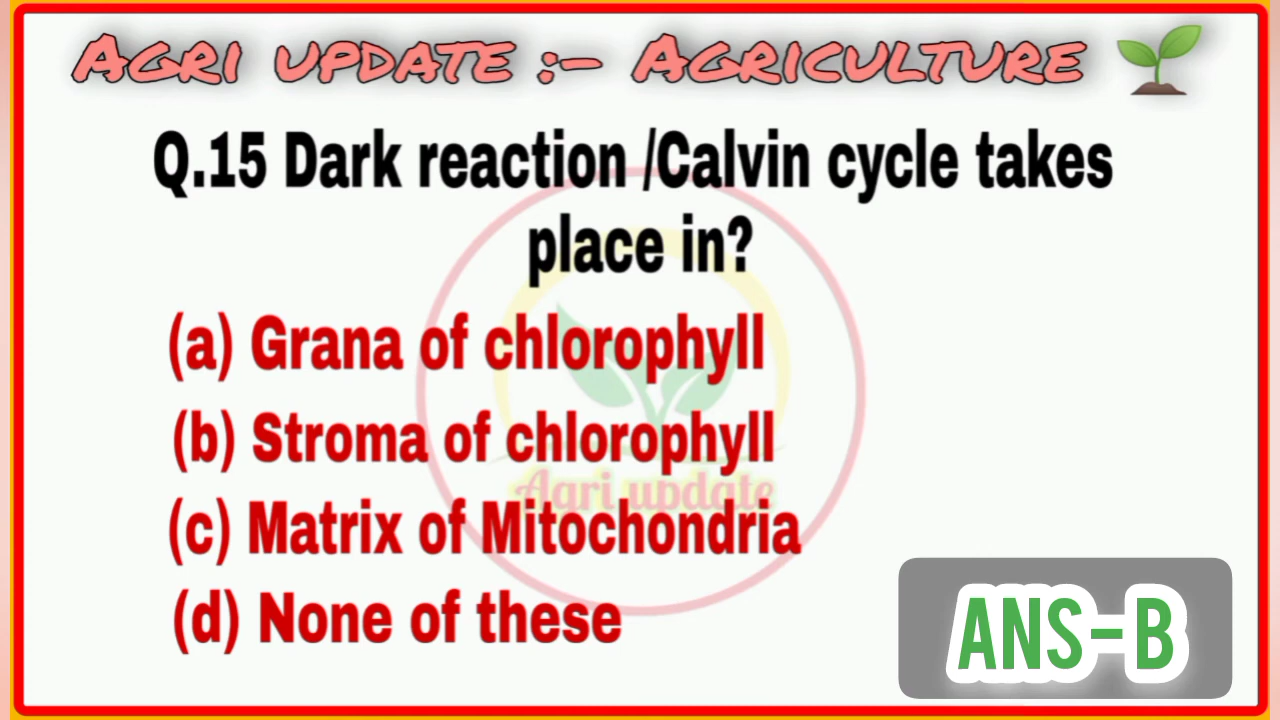 AGRI UPDATE :- AGRICULTURE
Q.15 Dark reaction /Calvin cycle takes
place in?
(a) Grana of chlorophyll
(b) Stroma of chlorophyll
Agri update
(c) Matrix of Mitochondria
(d) None of these
ANS-B